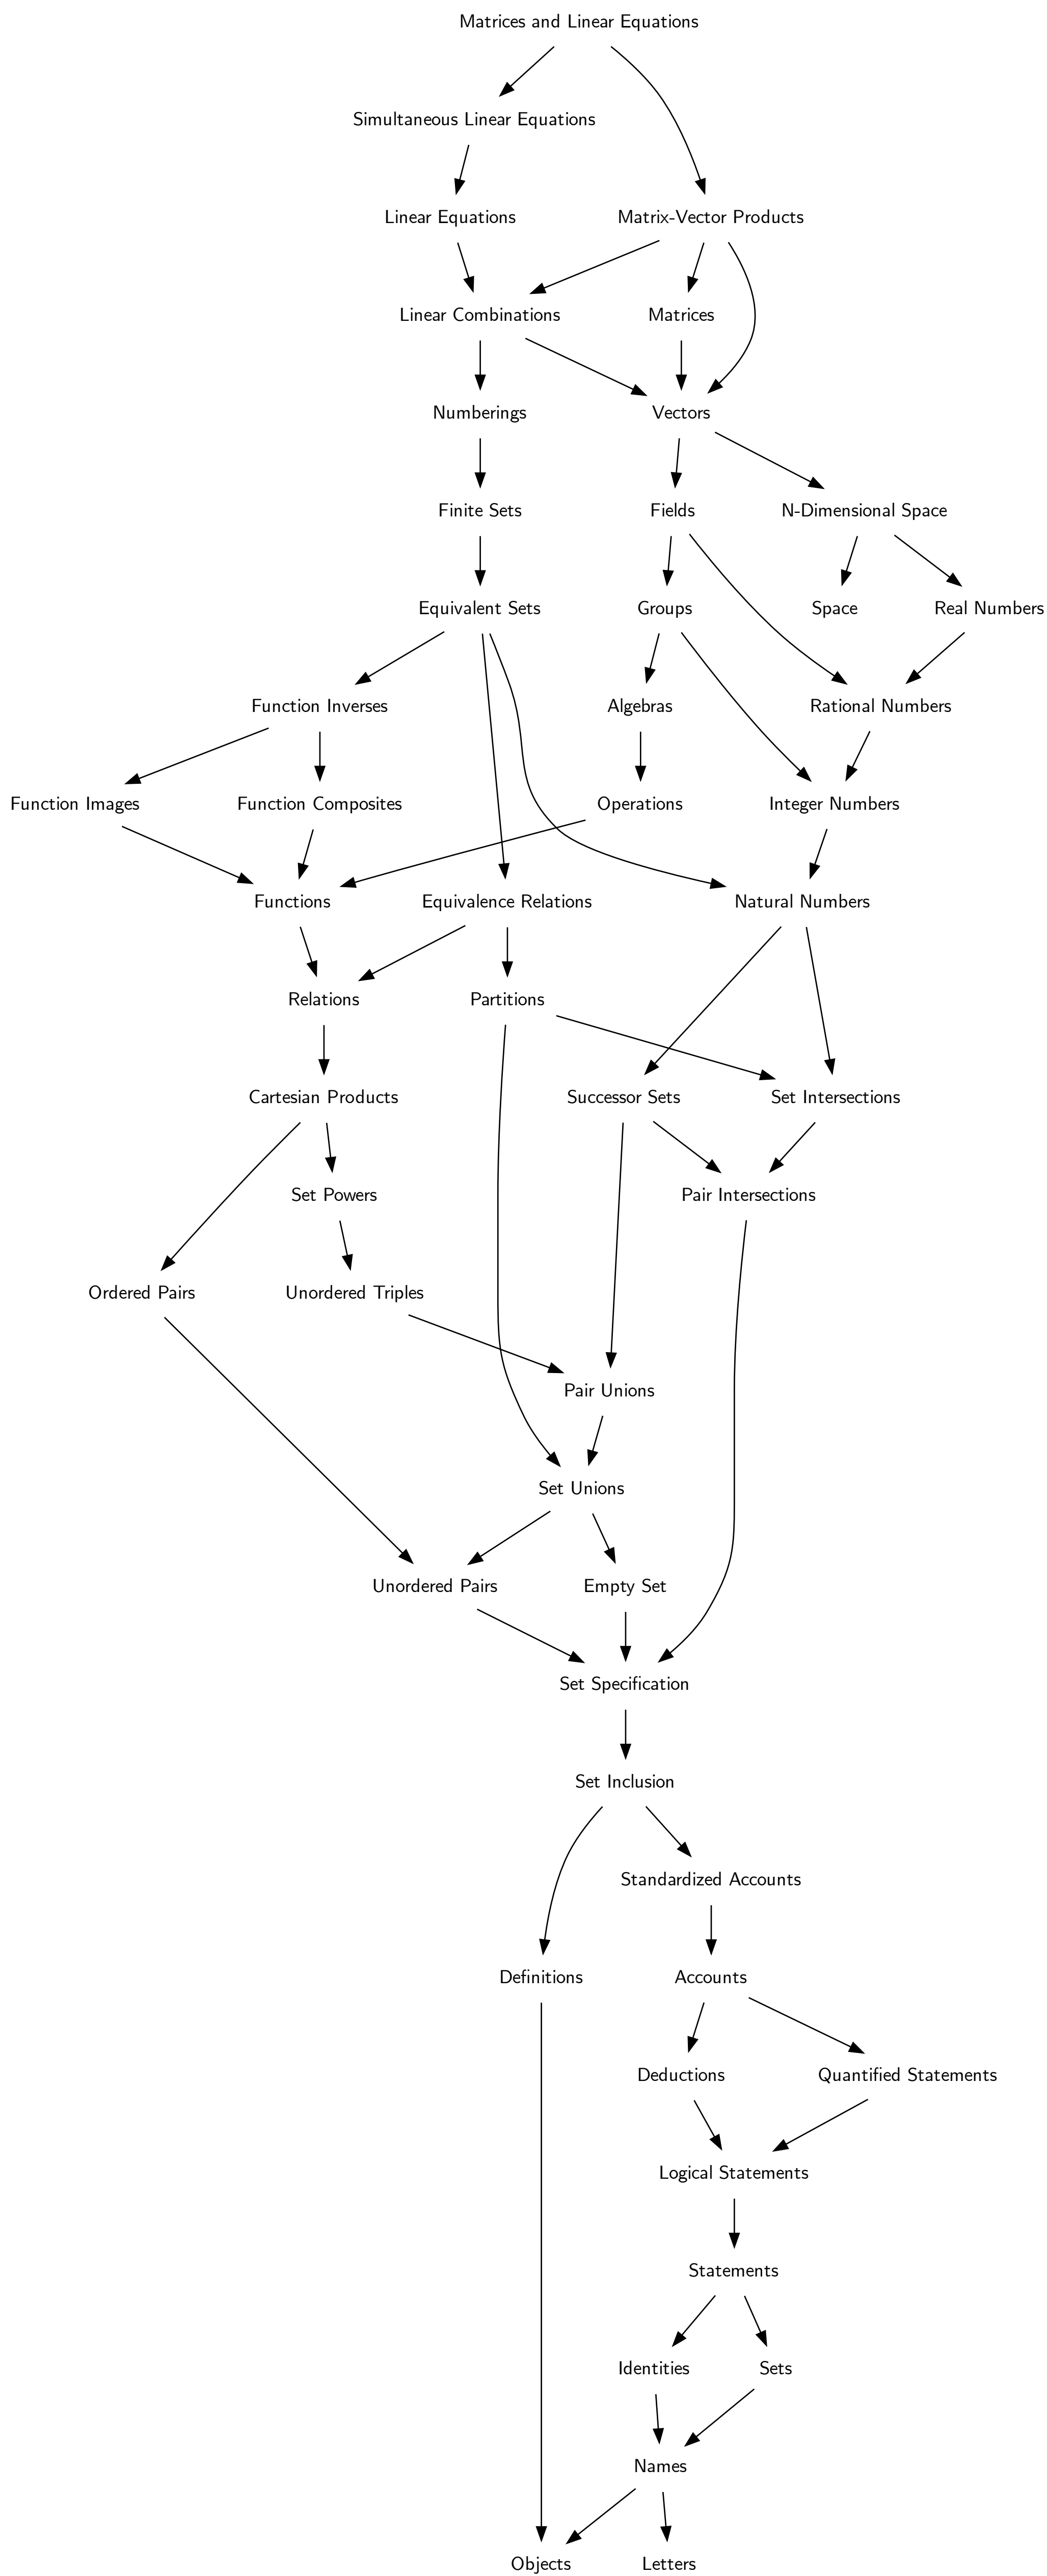 Matrices and Linear Equations
Simultaneous Linear Equations
Linear Equations
Matrix-Vector Products
Linear Combinations
Matrices
Numberings
Vectors
Finite Sets
Fields
N-Dimensional Space
Equivalent Sets
Groups
Space
Real Numbers
Function Inverses
Algebras
Rational Numbers
Function Images
Function Composites
Operations
Integer Numbers
Functions
Equivalence Relations
Natural Numbers
Relations
Partitions
Cartesian Products
Successor Sets
Set Intersections
Set Powers
Pair Intersections
Ordered Pairs
Unordered Triples
Pair Unions
Set Unions
Unordered Pairs
Empty Set
Set Specification
Set Inclusion
Standardized Accounts
Definitions
Accounts
Deductions
Quantified Statements
Logical Statements
Statements
Identities
Sets
Names
Objects
Letters